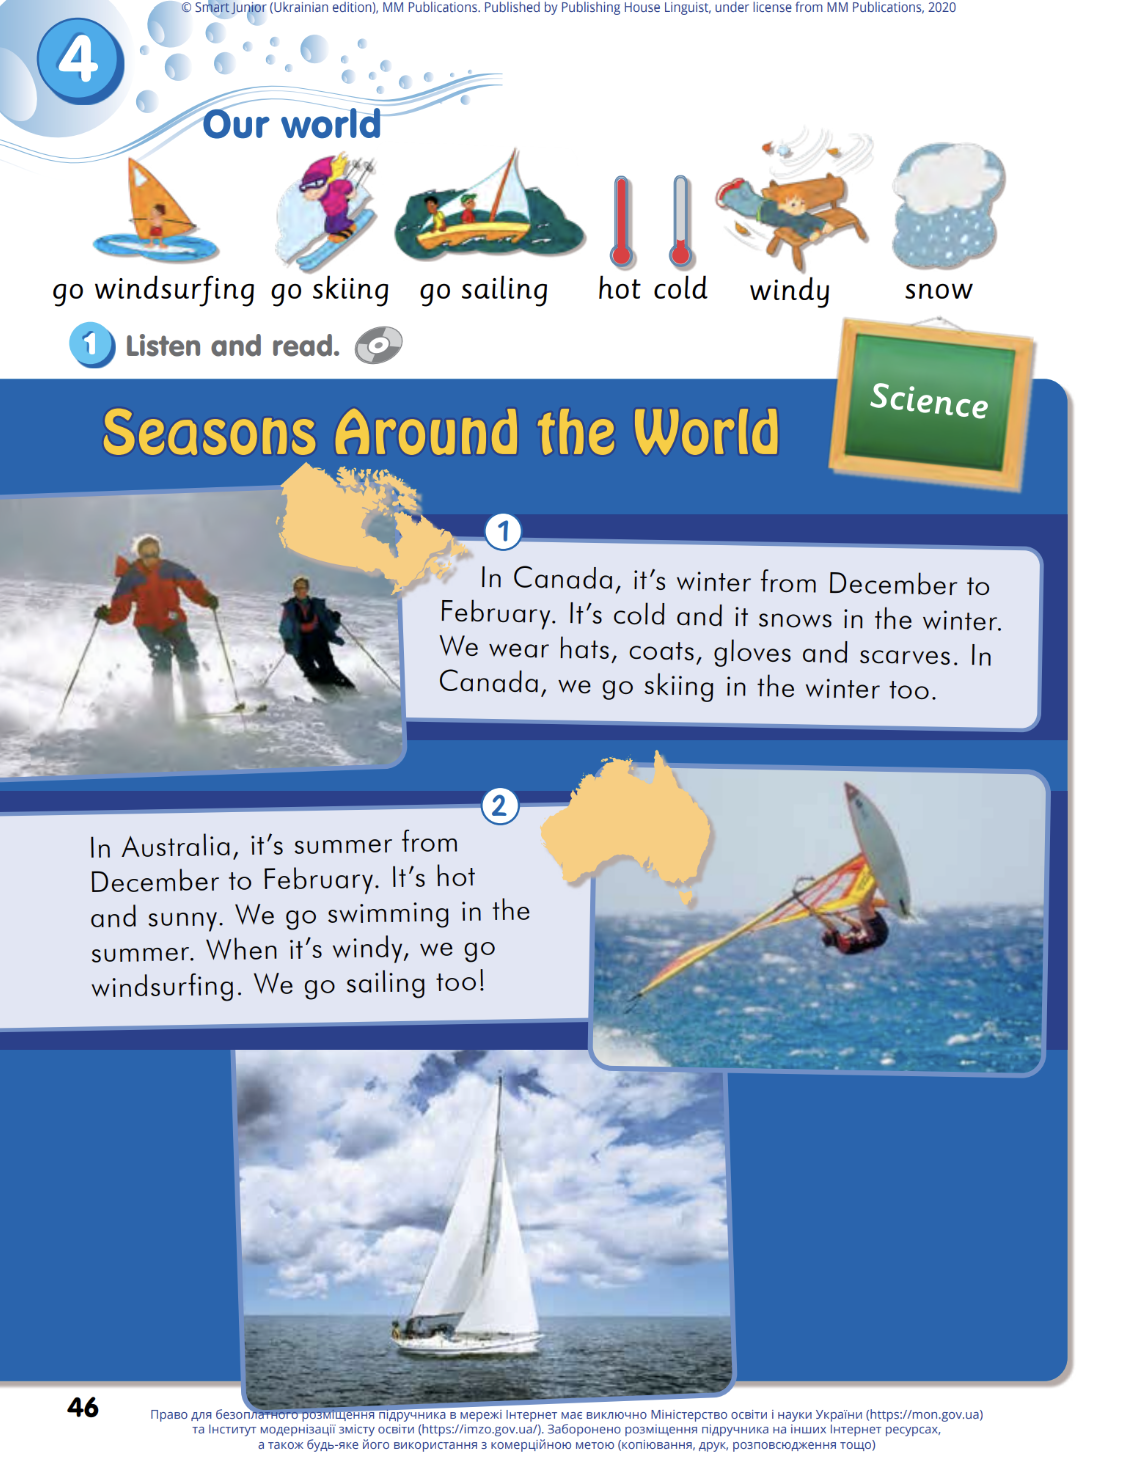 © Smart Junior (Ukrainian edition), MM Publications. Published by Publishing House Linguist, under license from MM Publications, 2020
4
Our world
go windsurfing go skiing go sailing hot cold windy snow
1 Listen and read.
Science
Seasons Around the World
1
In Canada, it's winter from December to
February. It's cold and it snows in the winter.
We wear hats, coats, gloves and scarves. In
Canada, we go skiing in the winter too.
2
In Australia, it's summer from
December to February. It's hot
and sunny. We go swimming in the
summer. When it's windy, we go
windsurfing. We go sailing too!
46
Право для безоплатного розміщення підручника в мережі Інтернет має виключно Міністерство освіти і науки України (https://mon.gov.ua)
та Інститут модернізації змісту освіти (https://imzo.gov.ua/). Заборонено розміщення підручника на інших Інтернет ресурсах,
а також будь-яке його використання з комерційною метою (копіювання, друк, розповсюдження тощо)